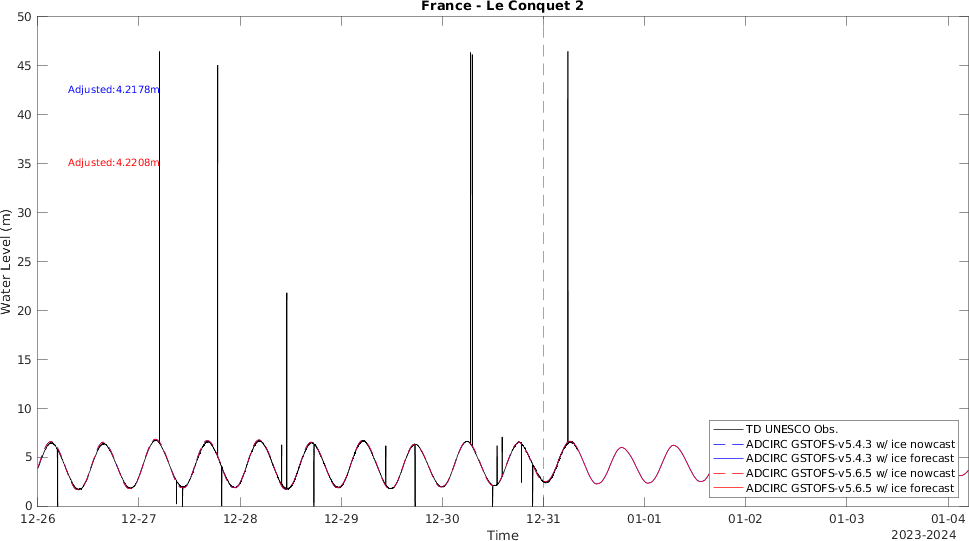 France - Le Conquet 2
50
45
40
35
30
25
20
15
10
5
0
Water Level (m)
Adjusted:4.2178m
Adjusted:4.2208m
TD UNESCO Obs.
ADCIRC GSTOFS-v5.4.3 w/ ice nowcast
ADCIRC GSTOFS-v5.4.3 w/ ice forecast
ADCIRC GSTOFS-v5.6.5 w/ ice nowcast
ADCIRC GSTOFS-v5.6.5 w/ ice forecast
12-26 12-27 12-28 12-29 12-30 12-31 01-01 01-02 01-03 01-04
Time
2023-2024